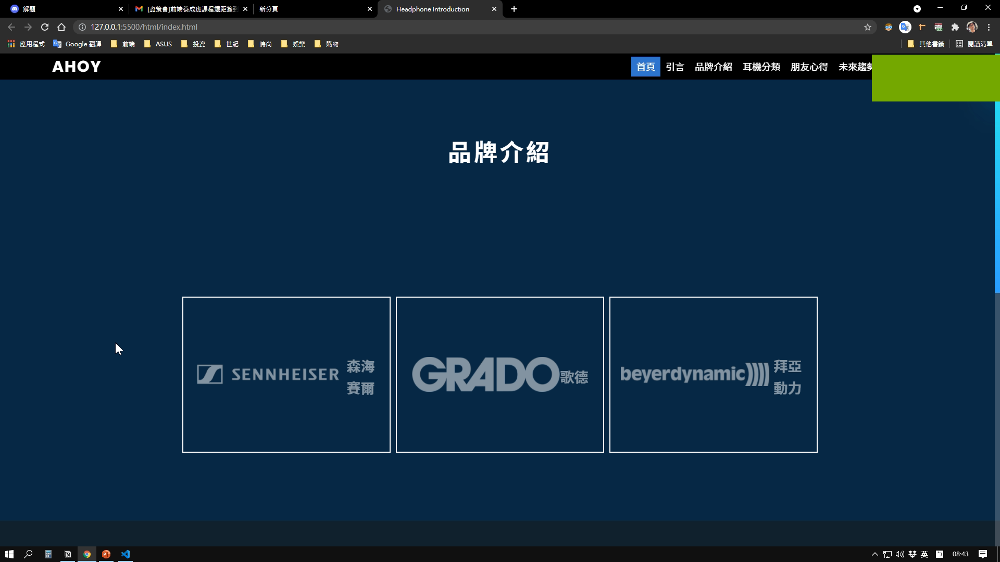 解題
[資策會]前端養成班課程遠距簽到
新分頁
Headphone Introduction
127.0.0.1:5500/html/index.html
應用程式
Google 翻譯
前端
ASUS
投資
世紀
時尚
娛樂
購物
其他書籤
閱讀清單
AHOY
首頁
引言
品牌介紹
耳機分類
朋友心得
未來趨勢
品牌介紹
SENNHEISER
森海
賽爾
GRADO
歌德
beyerdynamic
拜亞
動力
英
08:43